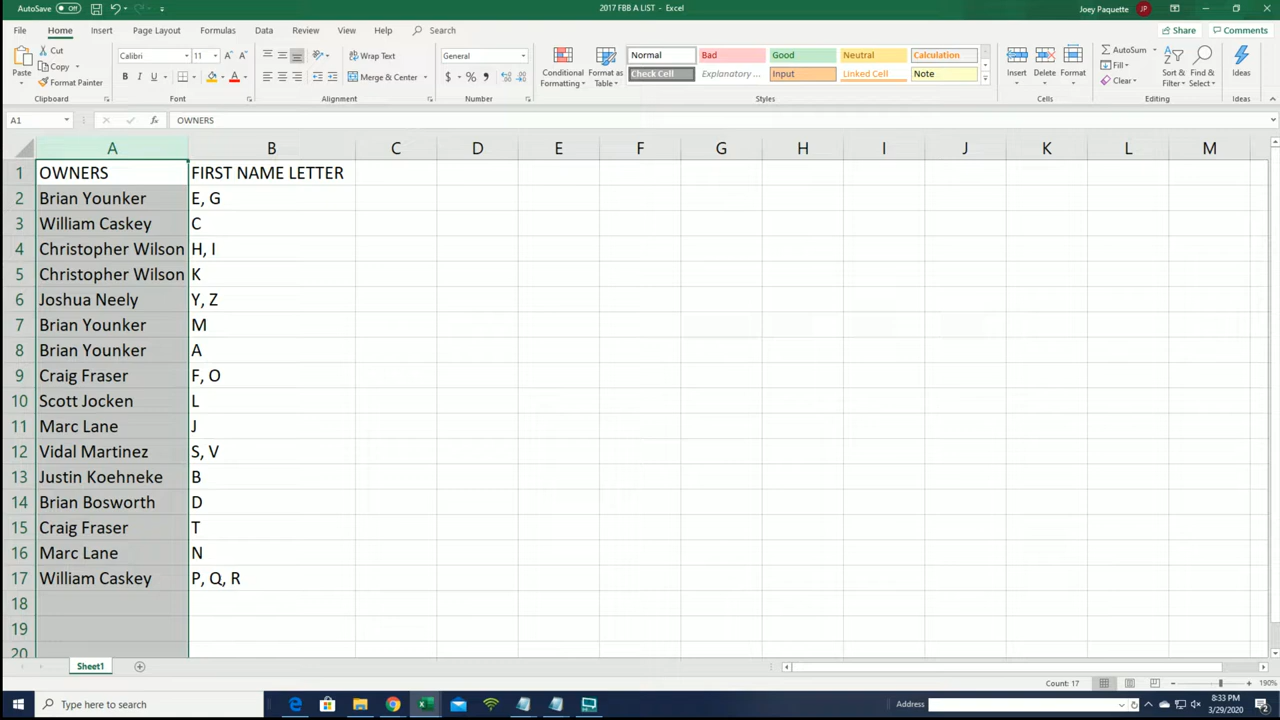 AutoSave Off
2017 FBB A LIST - Excel
Joey Paquette JP
File Home Insert Page Layout Formulas Data Review View Help Search
Share Comments
Paste
Cut
Copy
Format Painter
Clipboard
Calibri 11
B I U
Font
Wrap Text
Merge & Center
Alignment
General
$ % ,
Number
Conditional Formatting
Format as Table
Normal Bad Good Neutral Calculation
Check Cell Explanatory ... Input Linked Cell Note
Styles
Insert Delete Format
Cells
AutoSum
Fill
Clear
Sort & Filter
Find & Select
Editing
Ideas
Ideas
A1 fx OWNERS
A B C D E F G H I J K L M
1 OWNERS FIRST NAME LETTER
2 Brian Younker E, G
3 William Caskey C
4 Christopher Wilson H, I
5 Christopher Wilson K
6 Joshua Neely Y, Z
7 Brian Younker M
8 Brian Younker A
9 Craig Fraser F, O
10 Scott Jocken L
11 Marc Lane J
12 Vidal Martinez S, V
13 Justin Koehneke B
14 Brian Bosworth D
15 Craig Fraser T
16 Marc Lane N
17 William Caskey P, Q, R
18
19
20
Sheet1
Count: 17 190%
Type here to search
Address
8:33 PM
3/29/2020
2